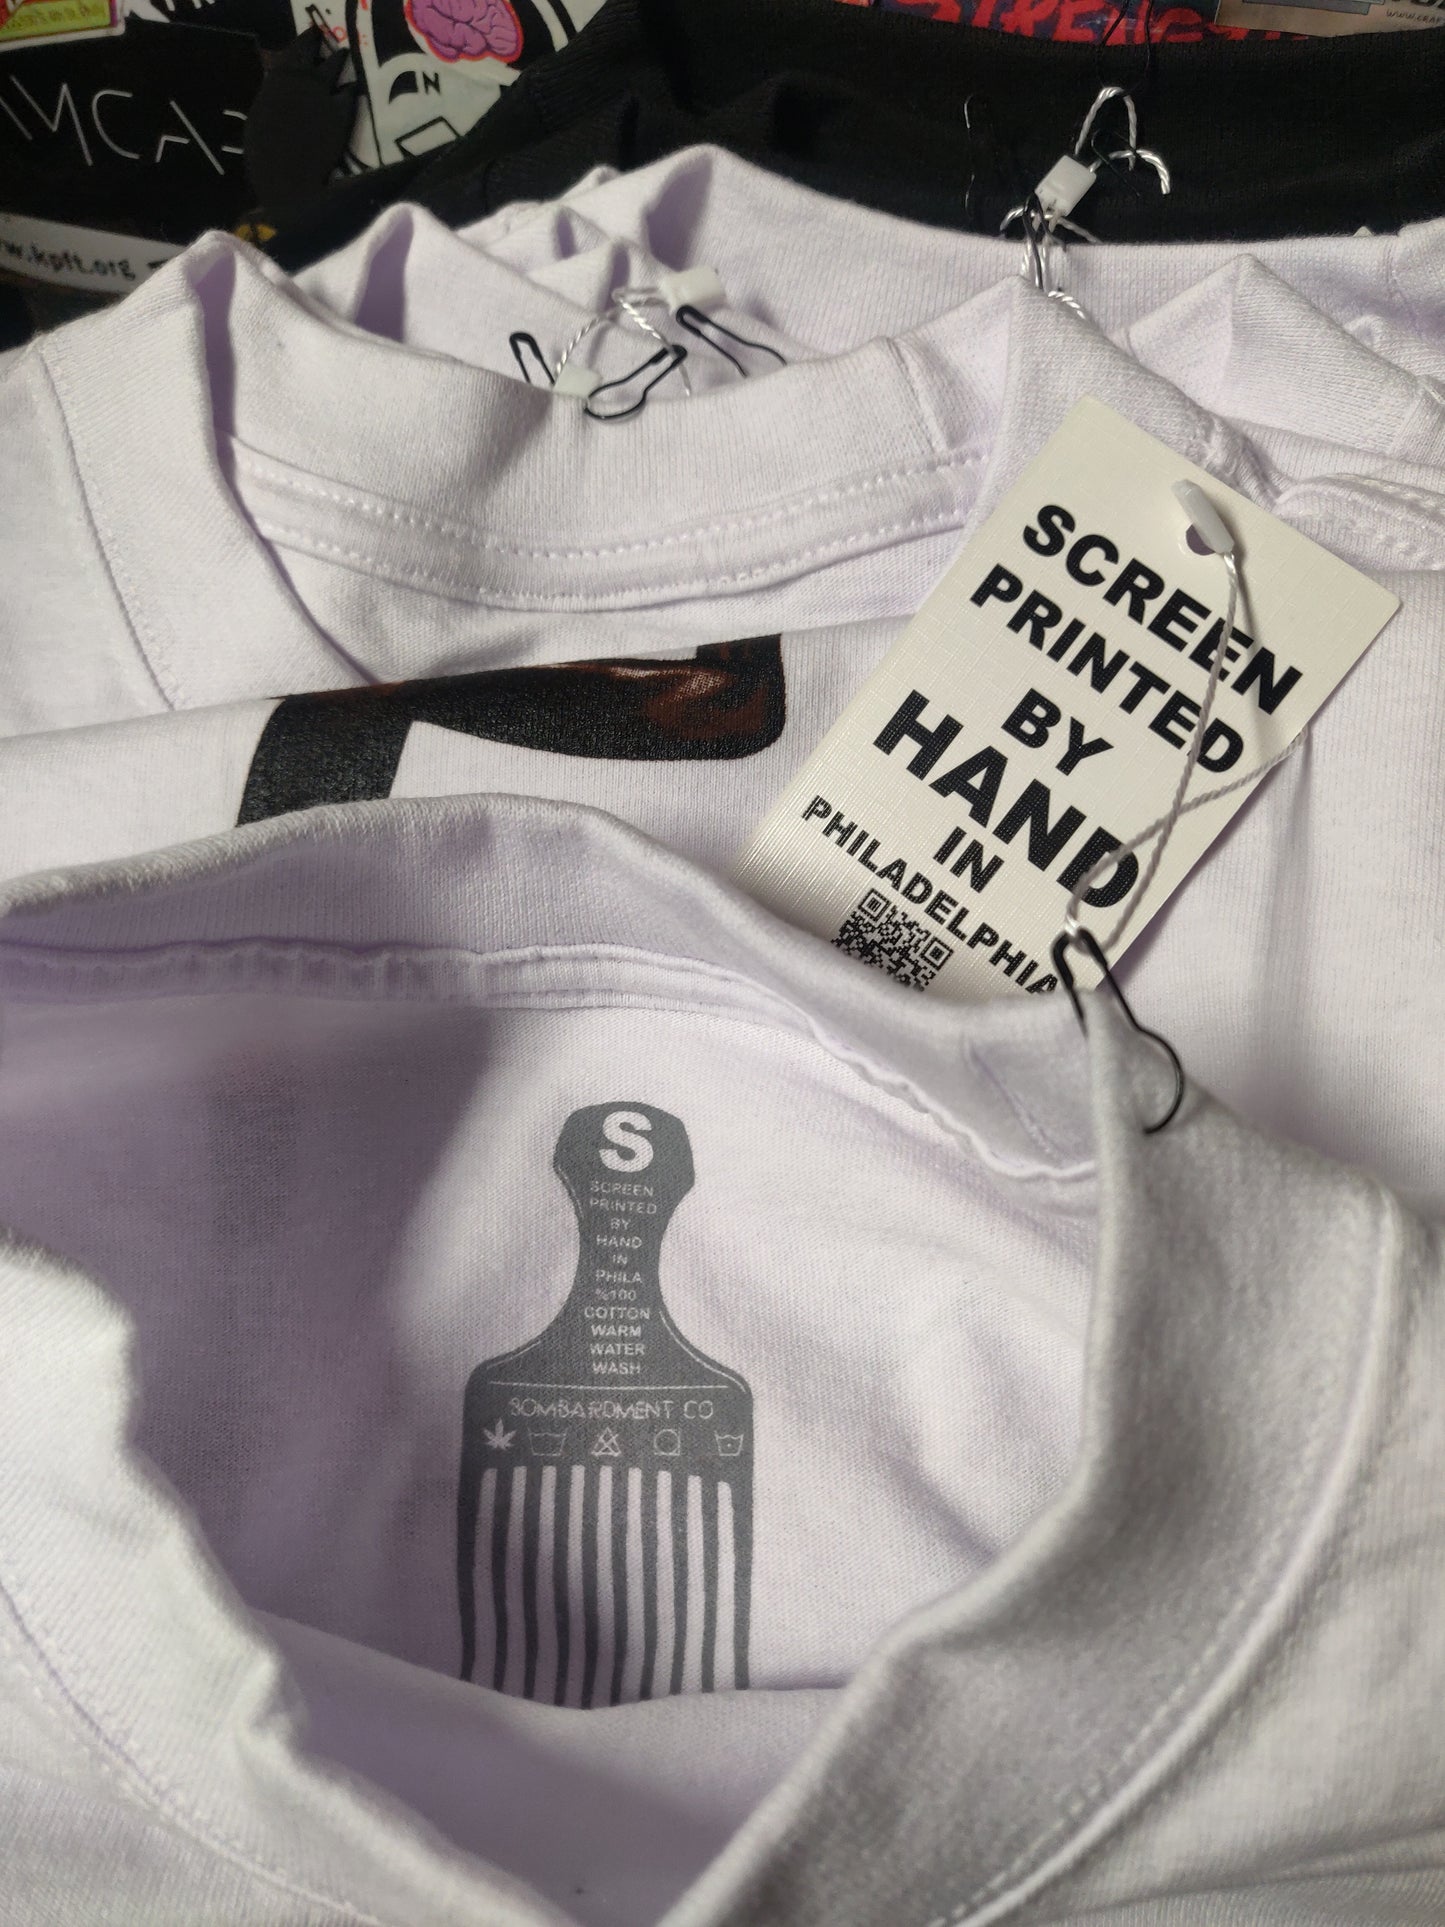 N
www.kpft.org
SCREEN
PRINTED
BY
HAND
IN
PHILADELPHIA
S
SCREEN
PRINTED
BY
HAND
IN
PHILA
%100
COTTON
WARM
WATER
WASH
BOMBARDMENT CO